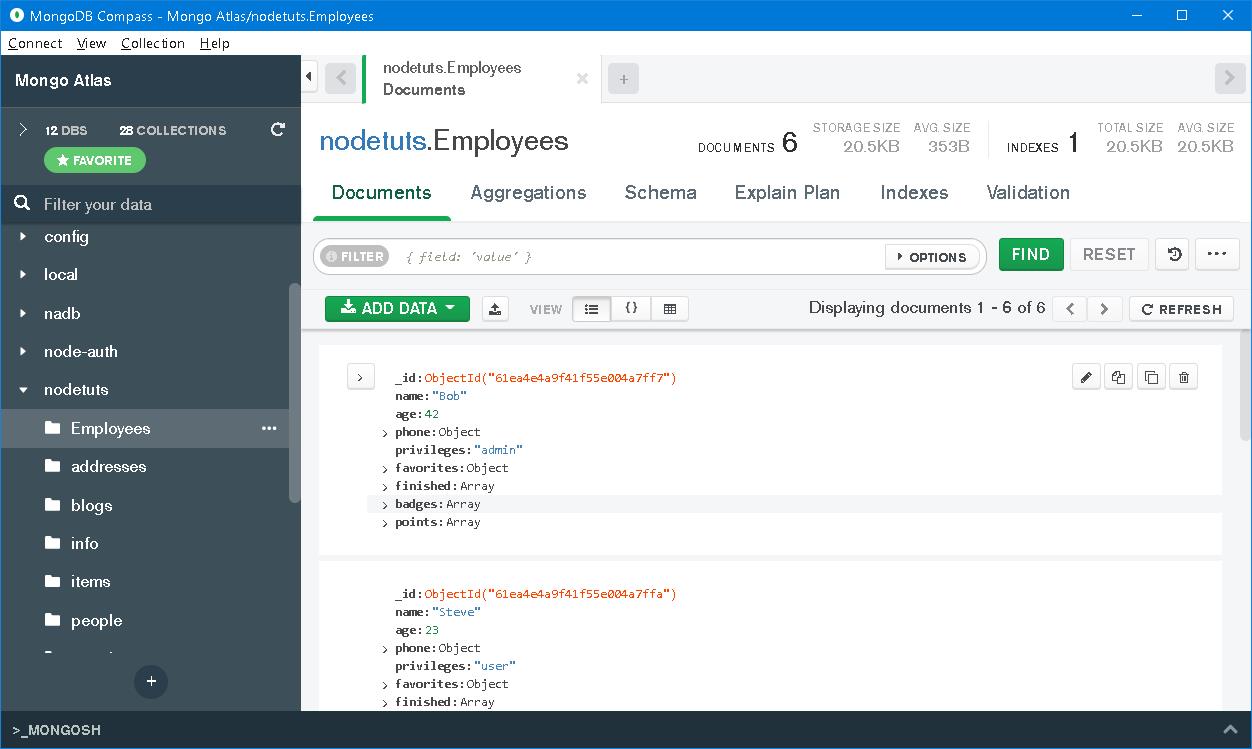 MongoDB Compass - Mongo Atlas/nodetuts.Employees
Connect View Collection Help
Mongo Atlas
12 DBS 28 COLLECTIONS
FAVORITE
Filter your data
config
local
nadb
node-auth
nodetuts
Employees
addresses
blogs
info
items
people
nodetuts.Employees
Documents
nodetuts.Employees
DOCUMENTS 6
STORAGE SIZE
20.5KB
AVG. SIZE
353B
INDEXES 1
TOTAL SIZE
20.5KB
AVG. SIZE
20.5KB
Documents Aggregations Schema Explain Plan Indexes Validation
FILTER { field: 'value' } OPTIONS FIND RESET
ADD DATA VIEW {} Displaying documents 1 - 6 of 6 REFRESH
_id:ObjectId("61ea4e4a9f41f55e004a7ff7")
name:"Bob"
age:42
phone:Object
privileges:"admin"
favorites:Object
finished:Array
badges:Array
points:Array
_id:ObjectId("61ea4e4a9f41f55e004a7ffa")
name:"Steve"
age:23
phone:Object
privileges:"user"
favorites:Object
finished:Array
>_MONGOSH